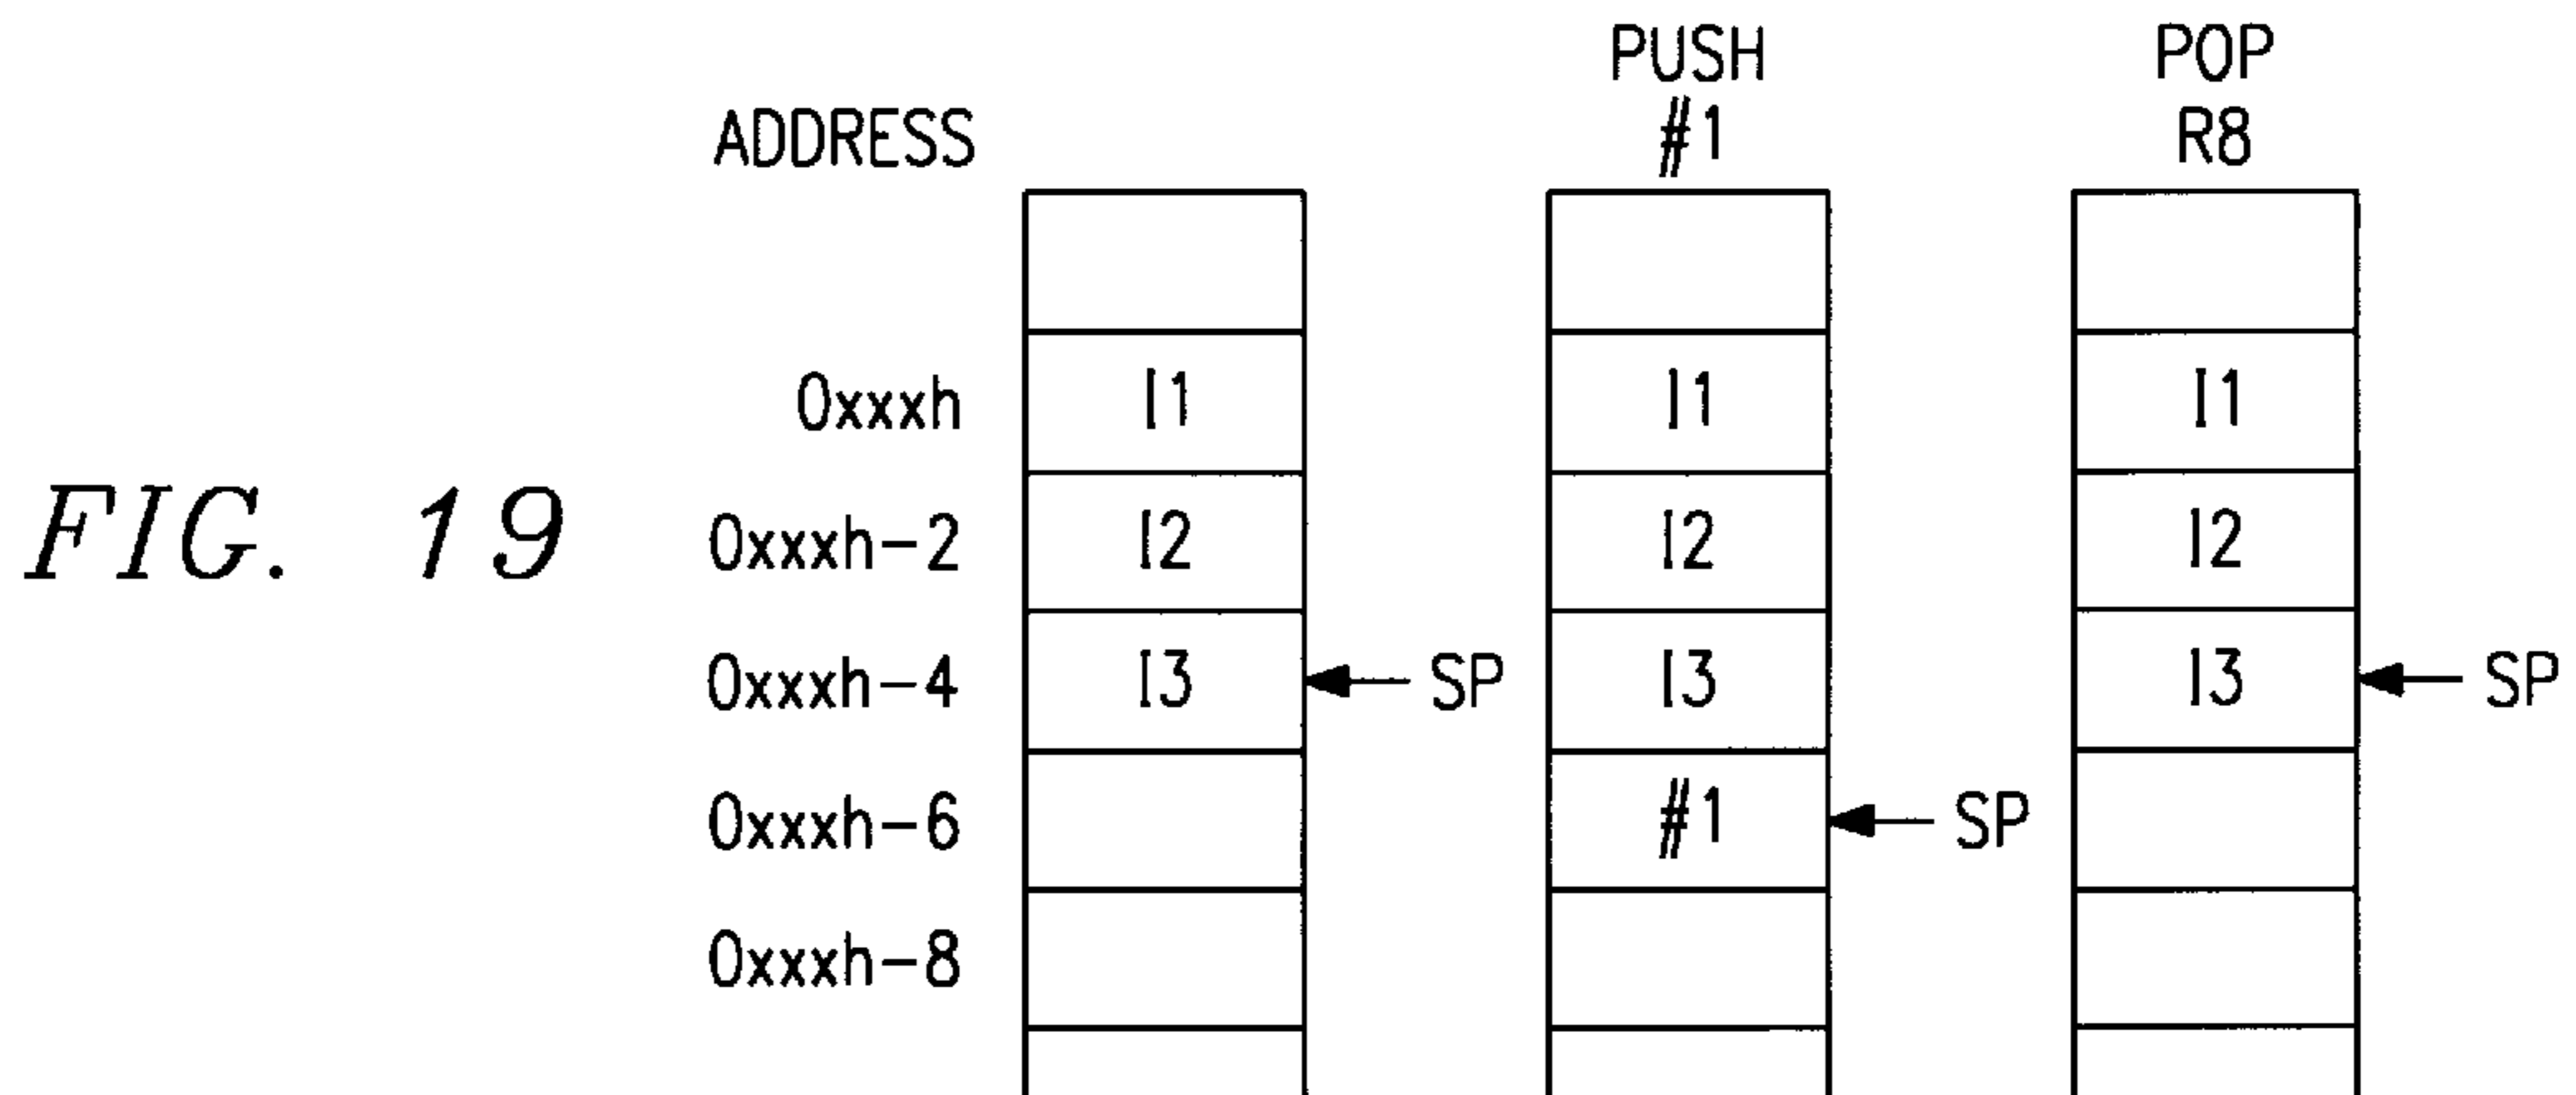 PUSH POP
ADDRESS #1 R8
0xxxh I1 I1 I1
FIG. 19 0xxxh-2 I2 I2 I2
0xxxh-4 I3 SP I3 I3 SP
0xxxh-6 #1 SP
0xxxh-8